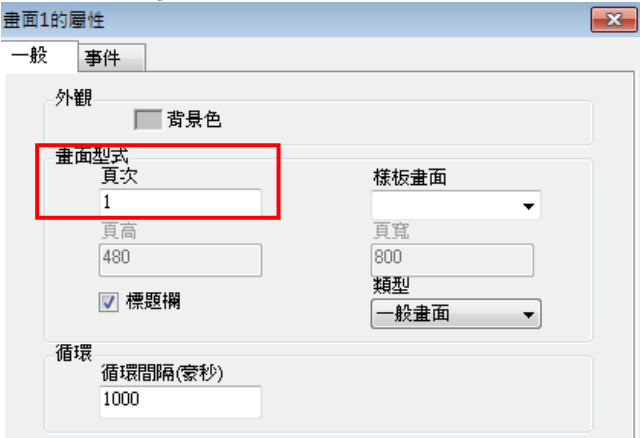 畫面1的屬性
一般 事件
外觀
背景色
畫面型式
頁次 樣板畫面
1
頁高 頁寬
480 800
標題欄 類型
一般畫面
循環
循環間隔(豪秒)
1000